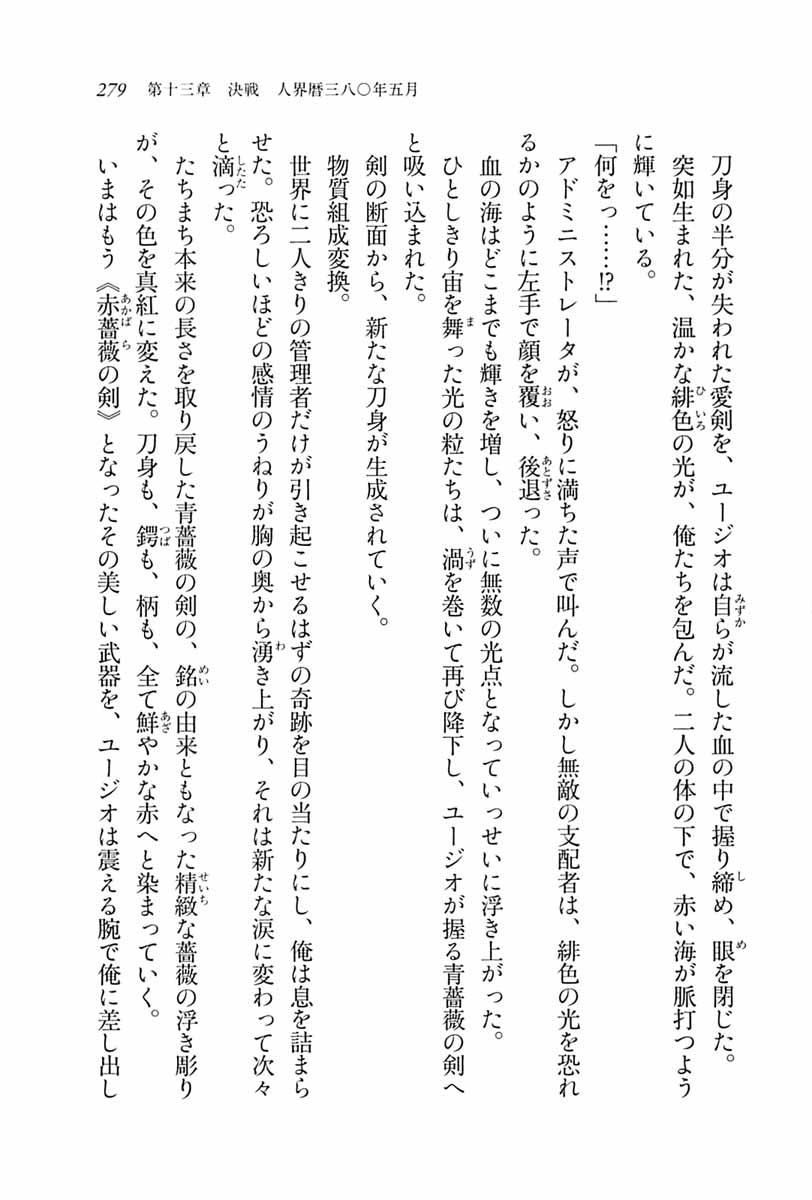 279 第十三章 決戦 人界暦三八〇年五月
刀身の半分が失われた愛剣を、ユージオは自らが流した血の中で握り締め、眼を閉じた。
突如生まれた、温かな緋色の光が、俺たちを包んだ。二人の体の下で、赤い海が脈打つよう
に輝いている。
「何をっ……!?」
アドミニストレータが、怒りに満ちた声で叫んだ。しかし無敵の支配者は、緋色の光を恐れ
るかのように左手で顔を覆い、後退った。
血の海はどこまでも輝きを増し、ついに無数の光点となっていっせいに浮き上がった。
ひとしきり宙を舞った光の粒たちは、渦を巻いて再び降下し、ユージオが握る青薔薇の剣へ
と吸い込まれた。
剣の断面から、新たな刀身が生成されていく。
物質組成変換。
世界に二人きりの管理者だけが引き起こせるはずの奇跡を目の当たりにし、俺は息を詰まら
せた。恐ろしいほどの感情のうねりが胸の奥から湧き上がり、それは新たな涙に変わって次々
と滴った。
たちまち本来の長さを取り戻した青薔薇の剣の、銘の由来ともなった精緻な薔薇の浮き彫り
が、その色を真紅に変えた。刀身も、鍔も、柄も、全て鮮やかな赤へと染まっていく。
いまはもう《赤薔薇の剣》となったその美しい武器を、ユージオは震える腕で俺に差し出し